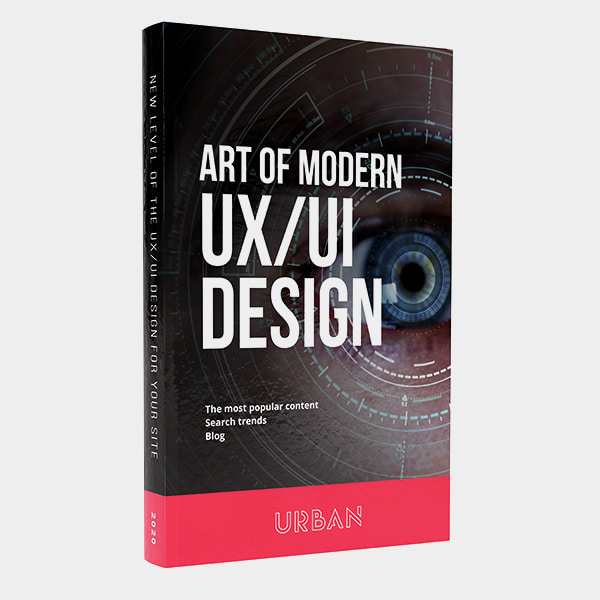 NEW LEVEL OF THE UX/UI DESIGN FOR YOUR SITE
2020
ART OF MODERN
UX/UI
DESIGN
The most popular content
Search trends
Blog
URBAN